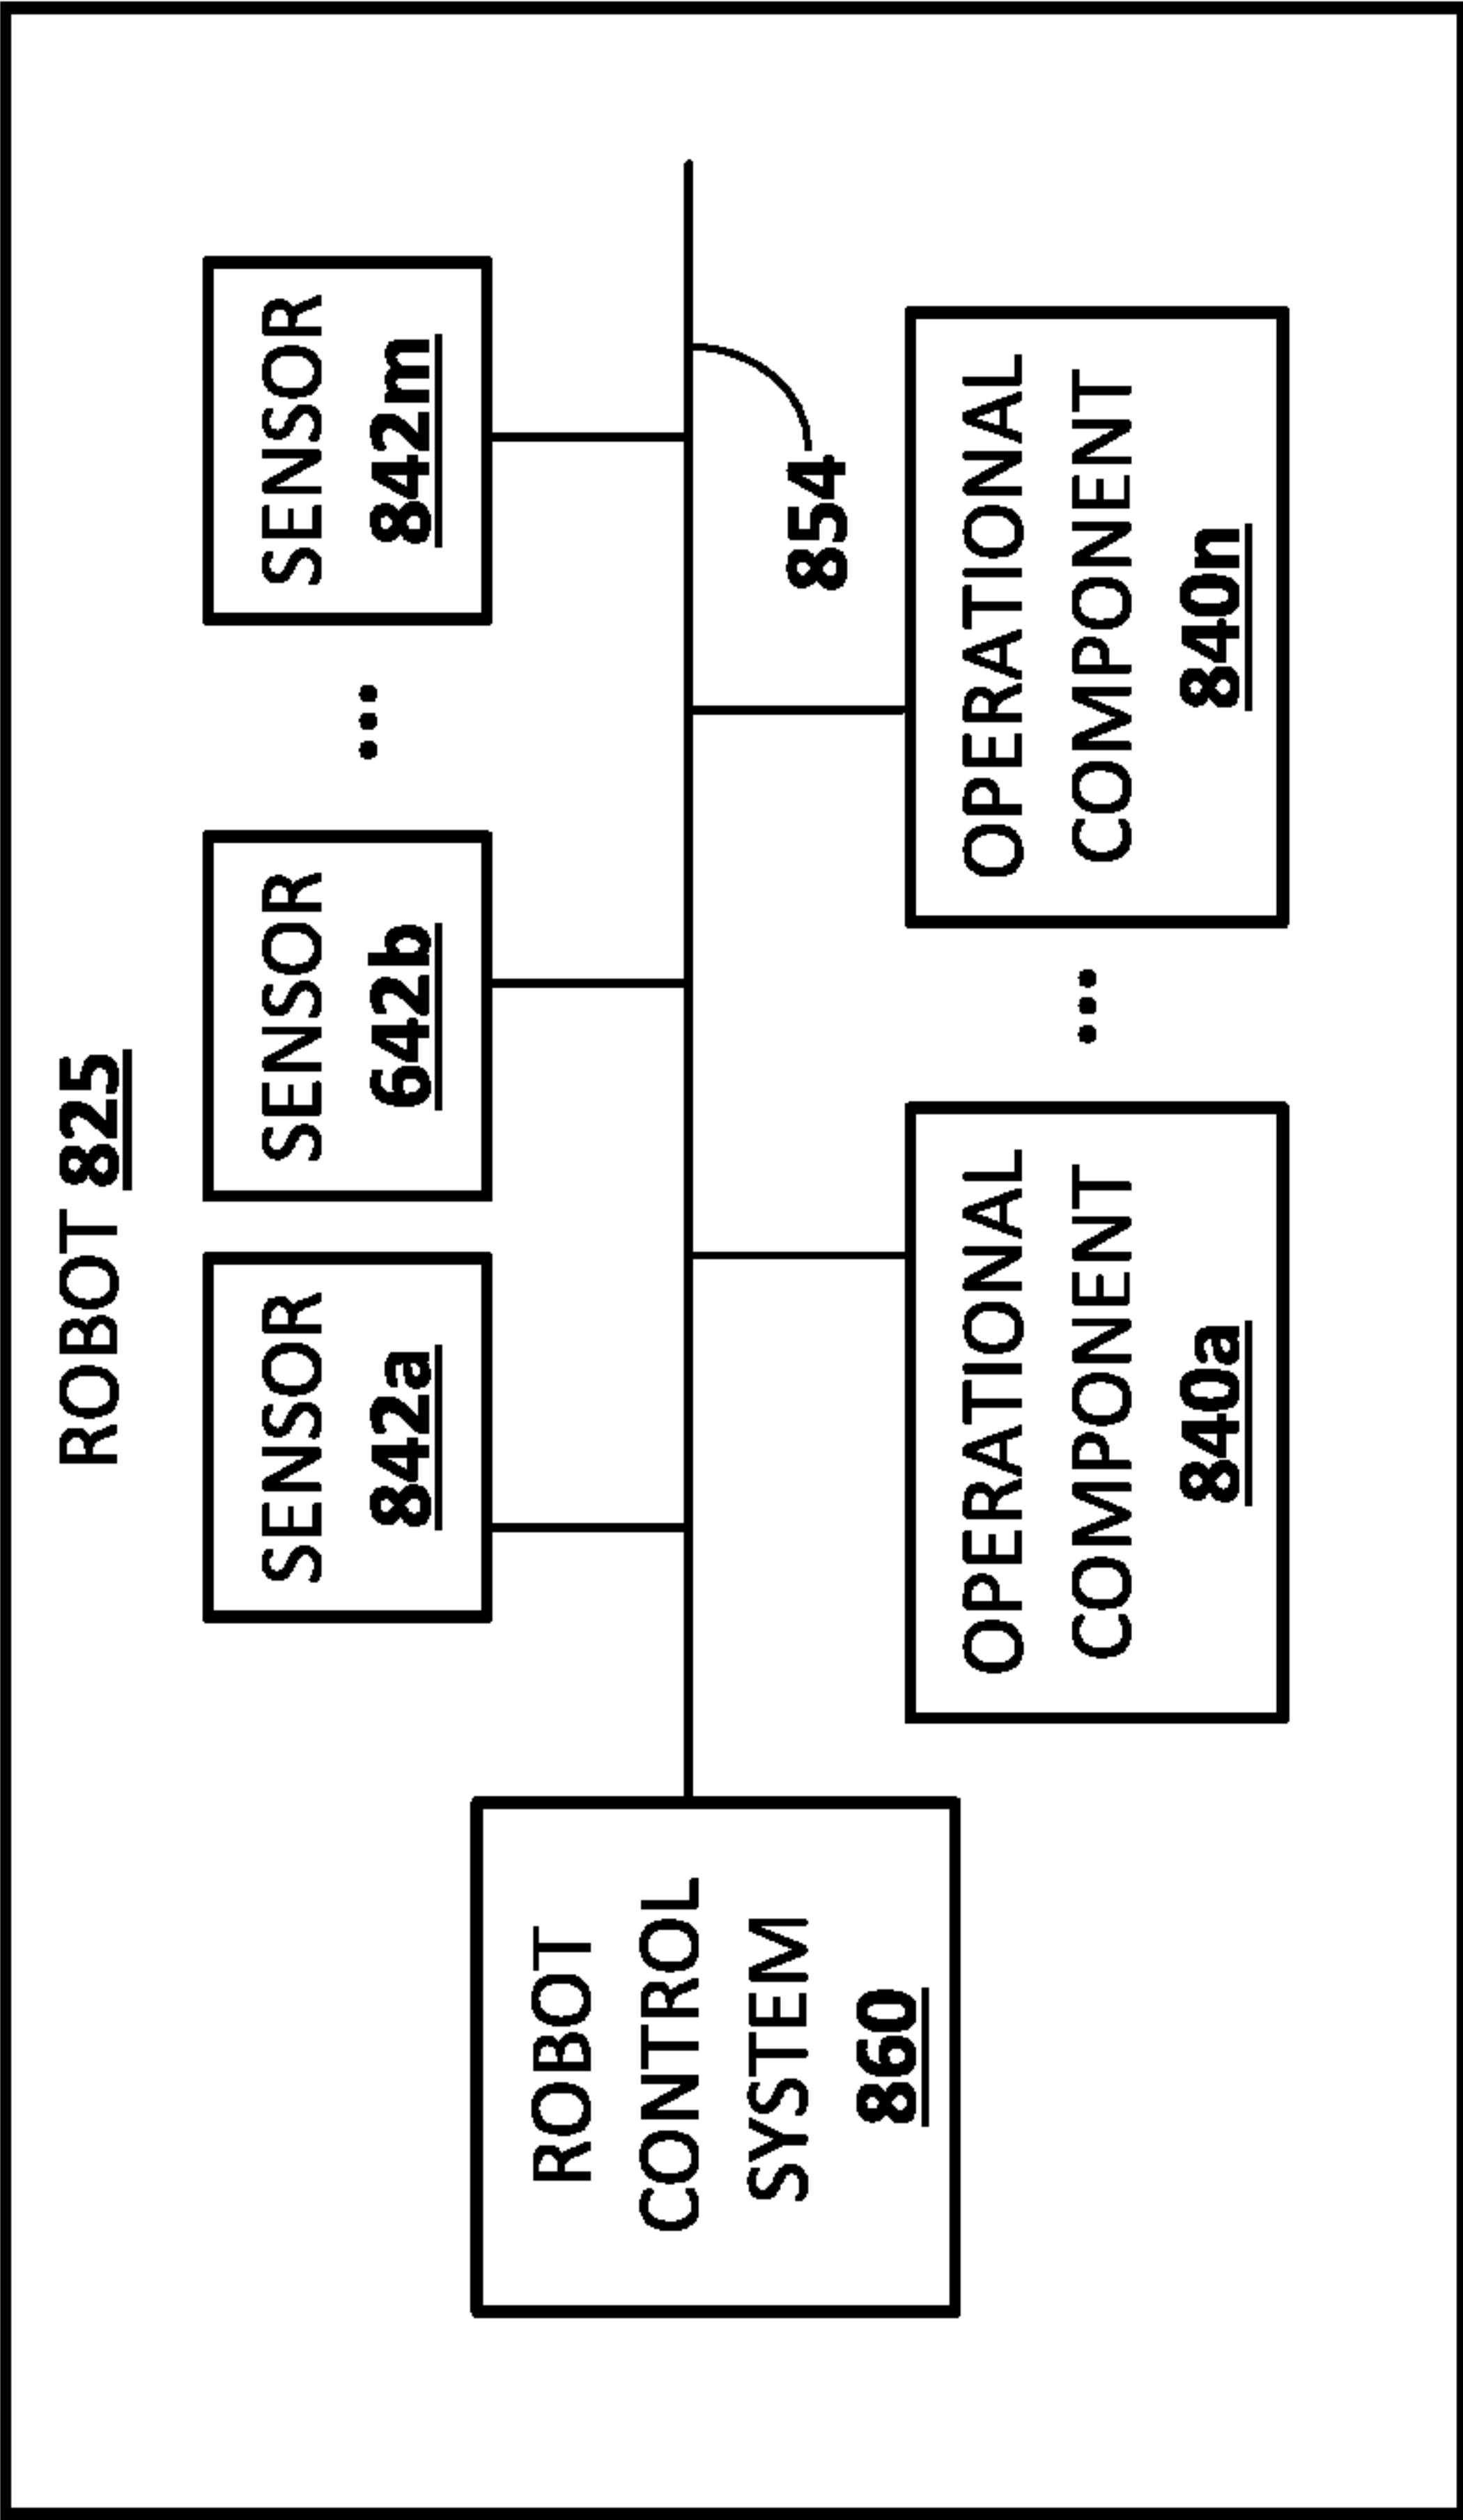 ROBOT 825
SENSOR
842a
SENSOR
642b
...
SENSOR
842m
854
ROBOT
CONTROL
SYSTEM
860
OPERATIONAL
COMPONENT
840a
...
OPERATIONAL
COMPONENT
840n